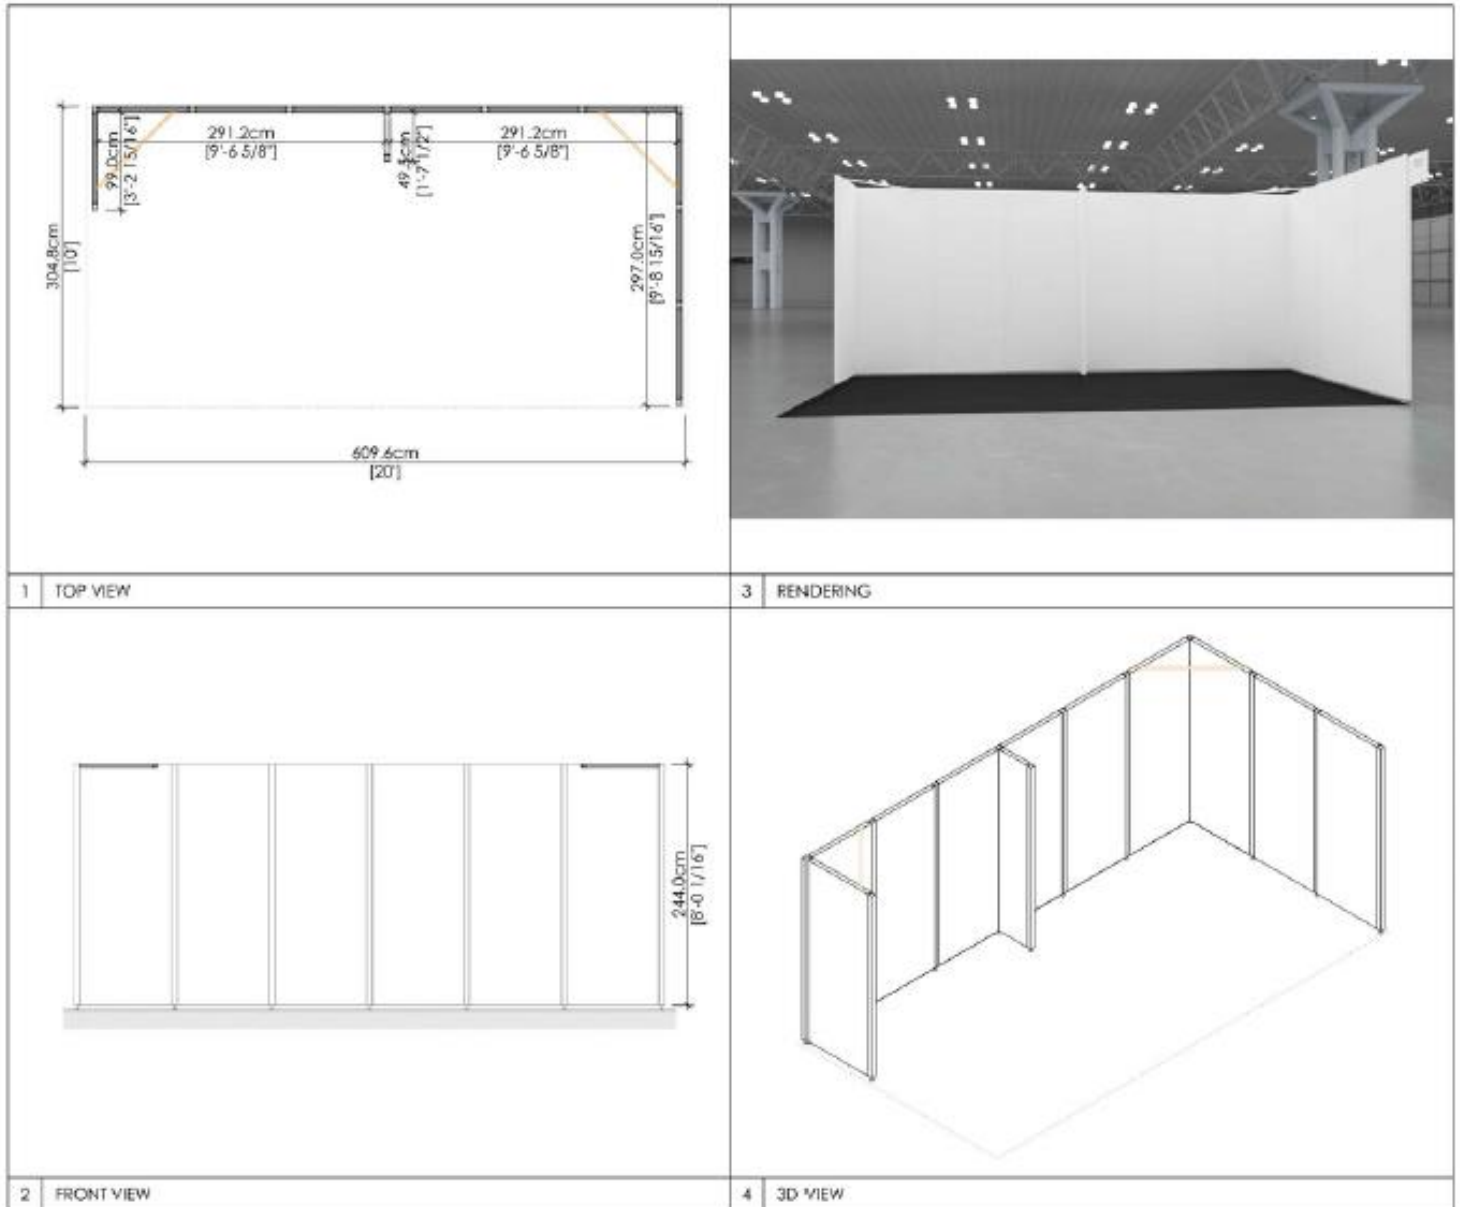 291.2cm
[9'-6 5/8"]
291.2cm
[9'-6 5/8"]
99.0cm
[3'-2 15/16"]
49.5cm
[1'-7 1/2"]
304.8cm
[10']
297.0cm
[9'-8 15/16"]
609.6cm
[20']
1 TOP VIEW
3 RENDERING
244.0cm
[8'-0 1/16"]
2 FRONT VIEW
4 3D VIEW